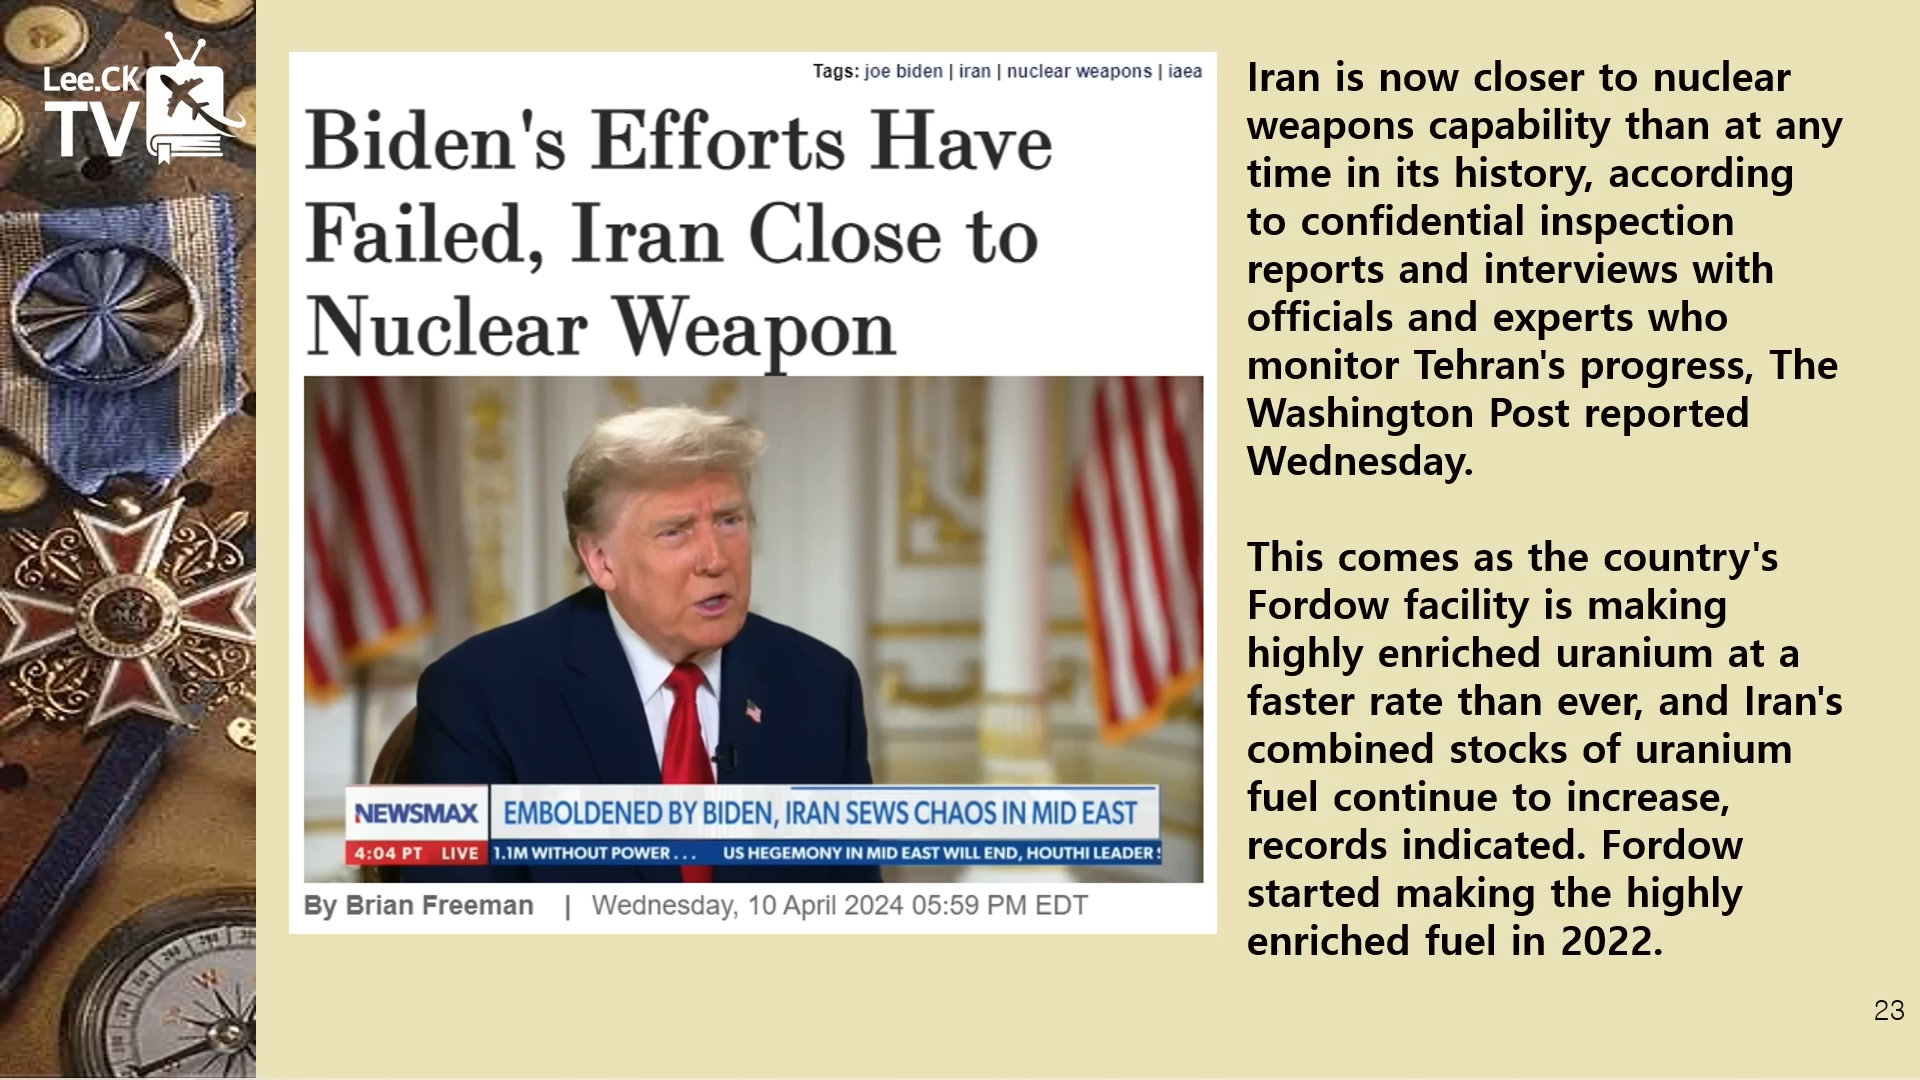 Lee.CK
TV
Tags: joe biden | iran | nuclear weapons | iaea
Biden's Efforts Have
Failed, Iran Close to
Nuclear Weapon
NEWSMAX
EMBOLDENED BY BIDEN, IRAN SEWS CHAOS IN MID EAST
4:04 PT LIVE
1.1M WITHOUT POWER... US HEGEMONY IN MID EAST WILL END, HOUTHI LEADER
By Brian Freeman | Wednesday, 10 April 2024 05:59 PM EDT
Iran is now closer to nuclear
weapons capability than at any
time in its history, according
to confidential inspection
reports and interviews with
officials and experts who
monitor Tehran's progress, The
Washington Post reported
Wednesday.
This comes as the country's
Fordow facility is making
highly enriched uranium at a
faster rate than ever, and Iran's
combined stocks of uranium
fuel continue to increase,
records indicated. Fordow
started making the highly
enriched fuel in 2022.
23